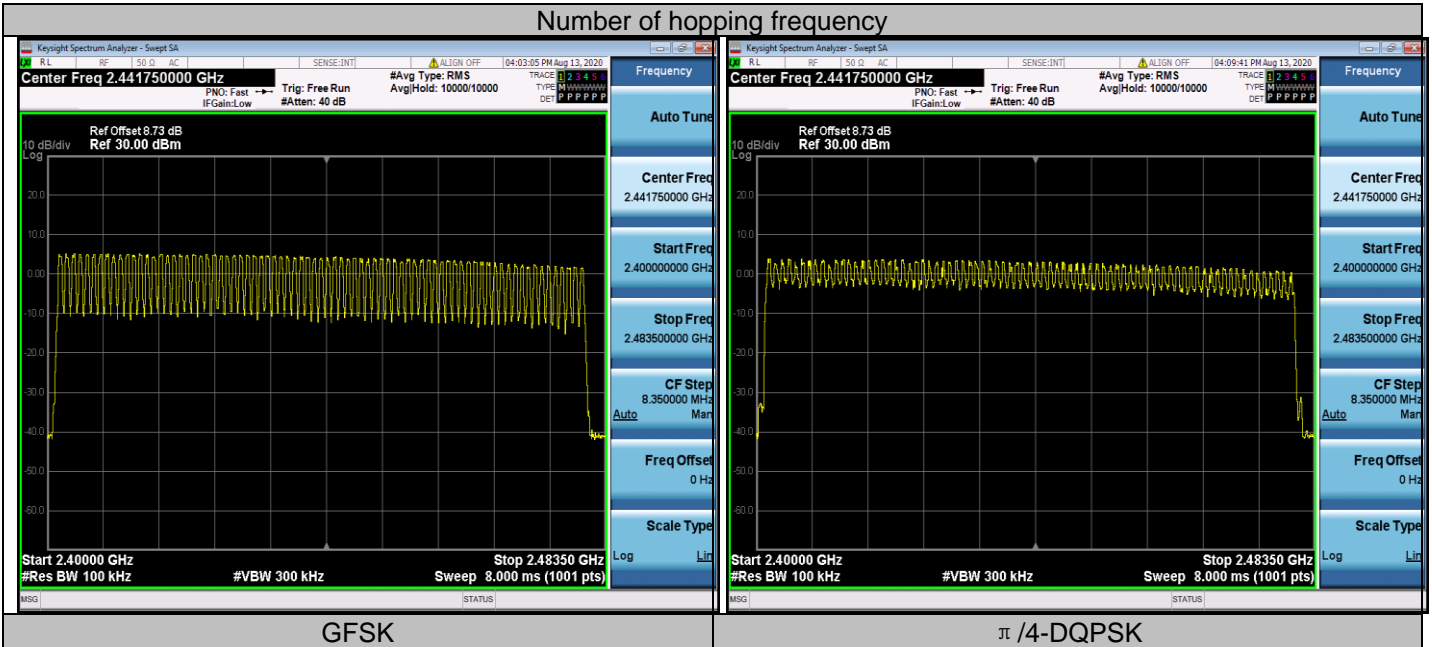 Number of hopping frequency
Keysight Spectrum Analyzer - Swept SA
RL RF 50 Ω AC SENSE:INT ALIGN OFF 04:03:05 PM Aug 13, 2020
Center Freq 2.441750000 GHz
PNO: Fast
IFGain:Low
Trig: Free Run
#Atten: 40 dB
#Avg Type: RMS
Avg|Hold: 10000/10000
TRACE 1 2 3 4 5 6
TYPE M WWWWW
DET P P P P P P
Ref Offset 8.73 dB
10 dB/div Ref 30.00 dBm
Log
20.0
10.0
0.00
-10.0
-20.0
-30.0
-40.0
-50.0
-60.0
Start 2.40000 GHz Stop 2.48350 GHz
#Res BW 100 kHz #VBW 300 kHz Sweep 8.000 ms (1001 pts)
MSG STATUS
Frequency
Auto Tune
Center Freq
2.441750000 GHz
Start Freq
2.400000000 GHz
Stop Freq
2.483500000 GHz
CF Step
8.350000 MHz
Auto Man
Freq Offset
0 Hz
Scale Type
Log Lin
GFSK
Keysight Spectrum Analyzer - Swept SA
RL RF 50 Ω AC SENSE:INT ALIGN OFF 04:09:41 PM Aug 13, 2020
Center Freq 2.441750000 GHz
PNO: Fast
IFGain:Low
Trig: Free Run
#Atten: 40 dB
#Avg Type: RMS
Avg|Hold: 10000/10000
TRACE 1 2 3 4 5 6
TYPE M WWWWW
DET P P P P P P
Ref Offset 8.73 dB
10 dB/div Ref 30.00 dBm
Log
20.0
10.0
0.00
-10.0
-20.0
-30.0
-40.0
-50.0
-60.0
Start 2.40000 GHz Stop 2.48350 GHz
#Res BW 100 kHz #VBW 300 kHz Sweep 8.000 ms (1001 pts)
MSG STATUS
Frequency
Auto Tune
Center Freq
2.441750000 GHz
Start Freq
2.400000000 GHz
Stop Freq
2.483500000 GHz
CF Step
8.350000 MHz
Auto Man
Freq Offset
0 Hz
Scale Type
Log Lin
π/4-DQPSK